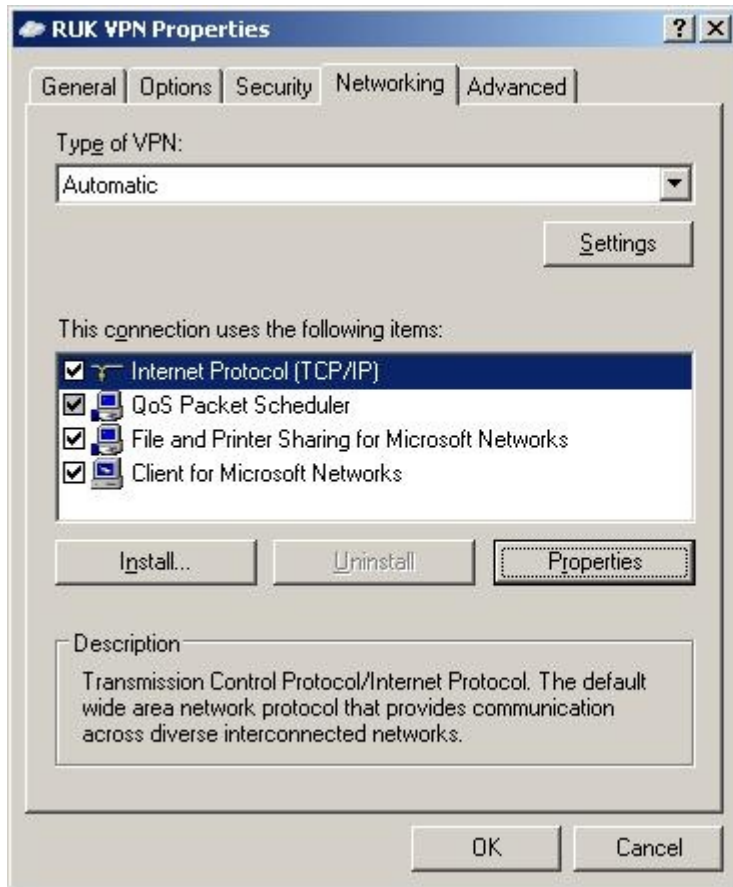 RUK VPN Properties
General Options Security Networking Advanced
Type of VPN:
Automatic
Settings
This connection uses the following items:
Internet Protocol (TCP/IP)
QoS Packet Scheduler
File and Printer Sharing for Microsoft Networks
Client for Microsoft Networks
Install... Uninstall Properties
Description
Transmission Control Protocol/Internet Protocol. The default
wide area network protocol that provides communication
across diverse interconnected networks.
OK Cancel